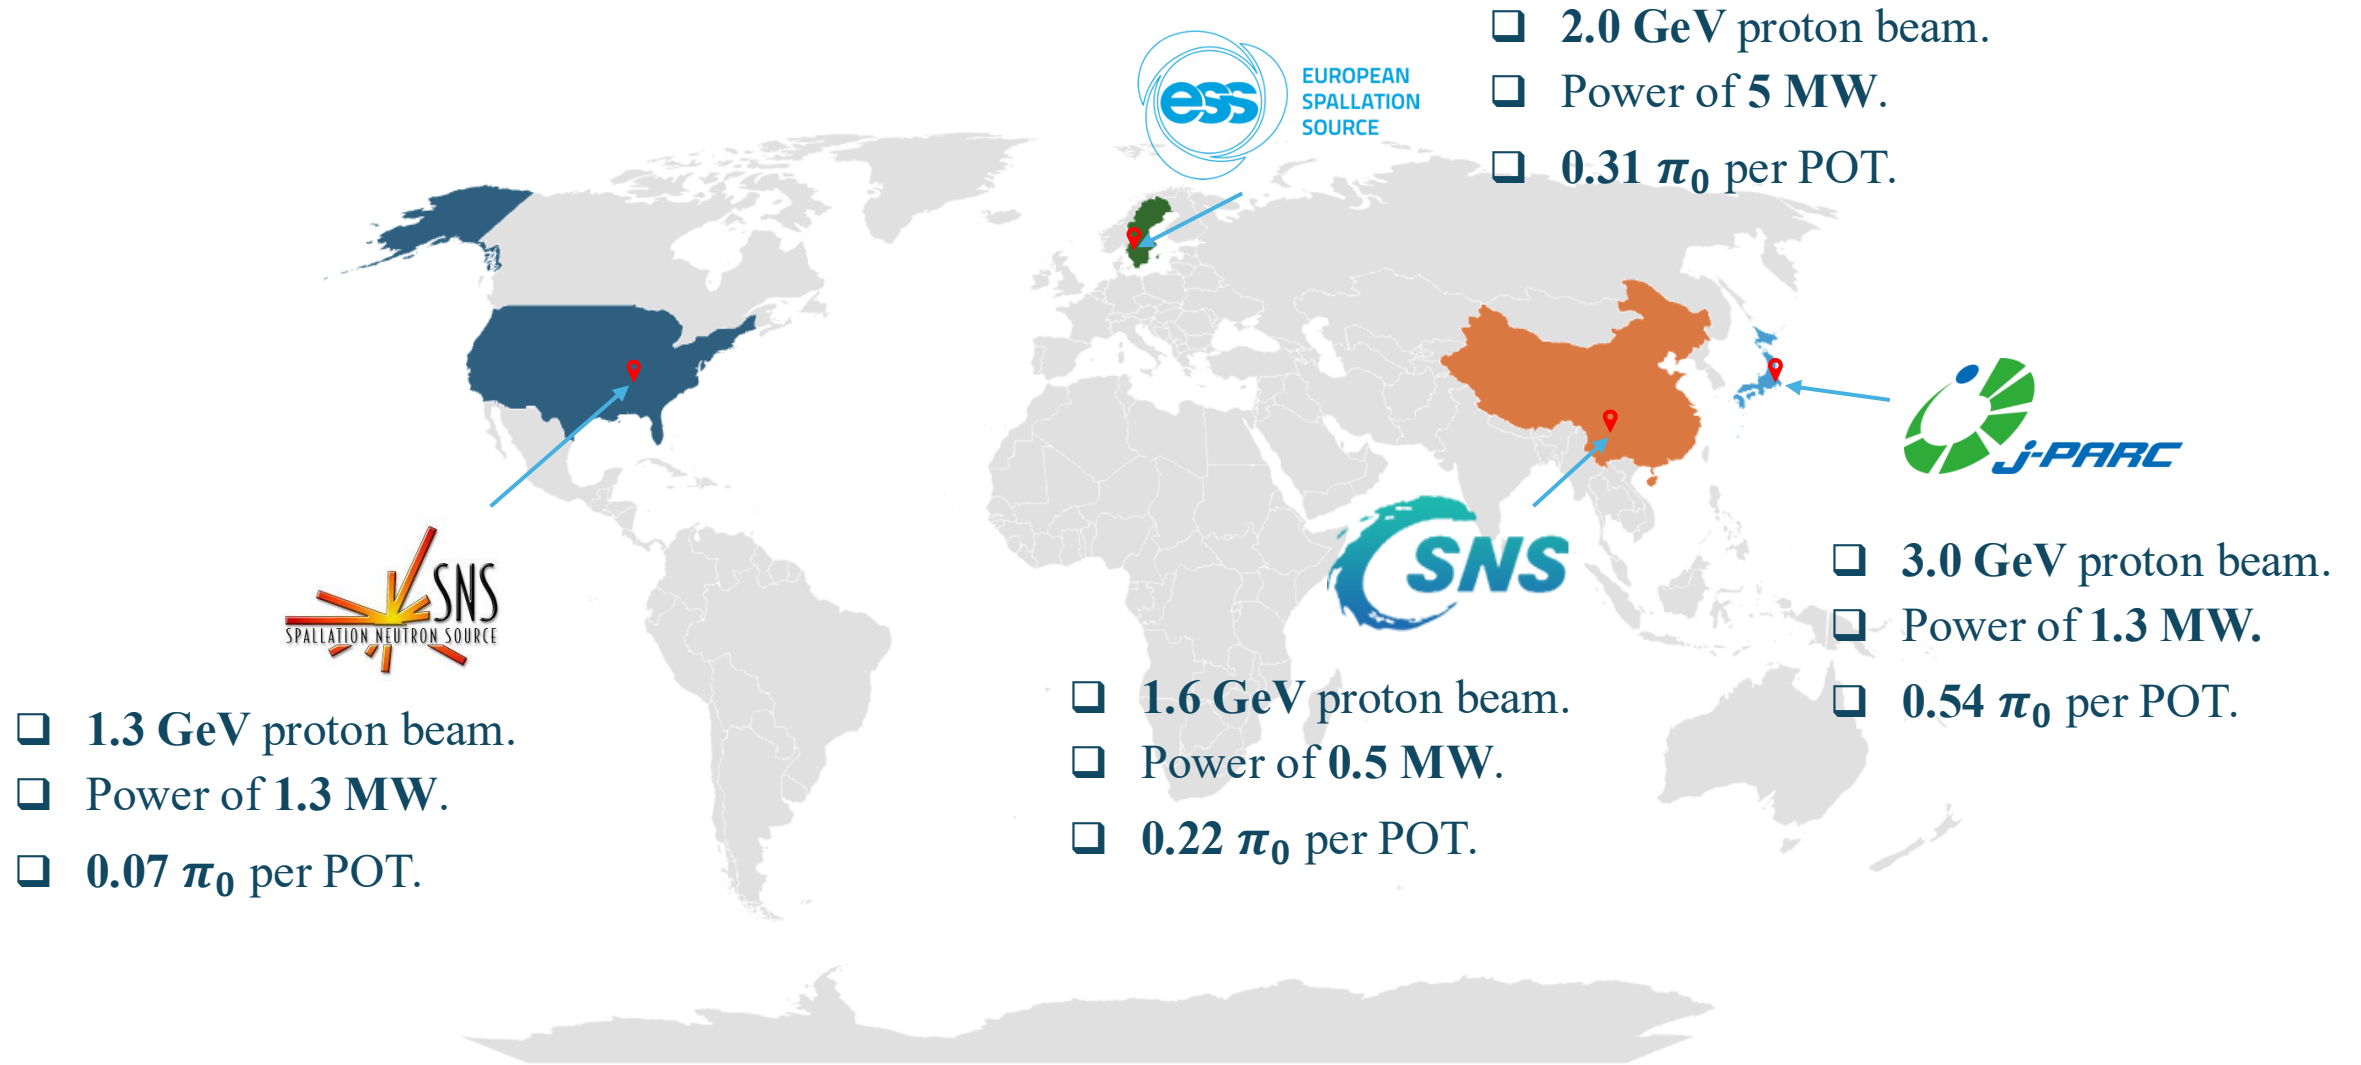 ❑ 2.0 GeV proton beam.
❑ Power of 5 MW.
❑ 0.31 π₀ per POT.
ess
EUROPEAN
SPALLATION
SOURCE
J-PARC
❑ 3.0 GeV proton beam.
❑ Power of 1.3 MW.
❑ 0.54 π₀ per POT.
CSNS
❑ 1.6 GeV proton beam.
❑ Power of 0.5 MW.
❑ 0.22 π₀ per POT.
SNS
SPALLATION NEUTRON SOURCE
❑ 1.3 GeV proton beam.
❑ Power of 1.3 MW.
❑ 0.07 π₀ per POT.